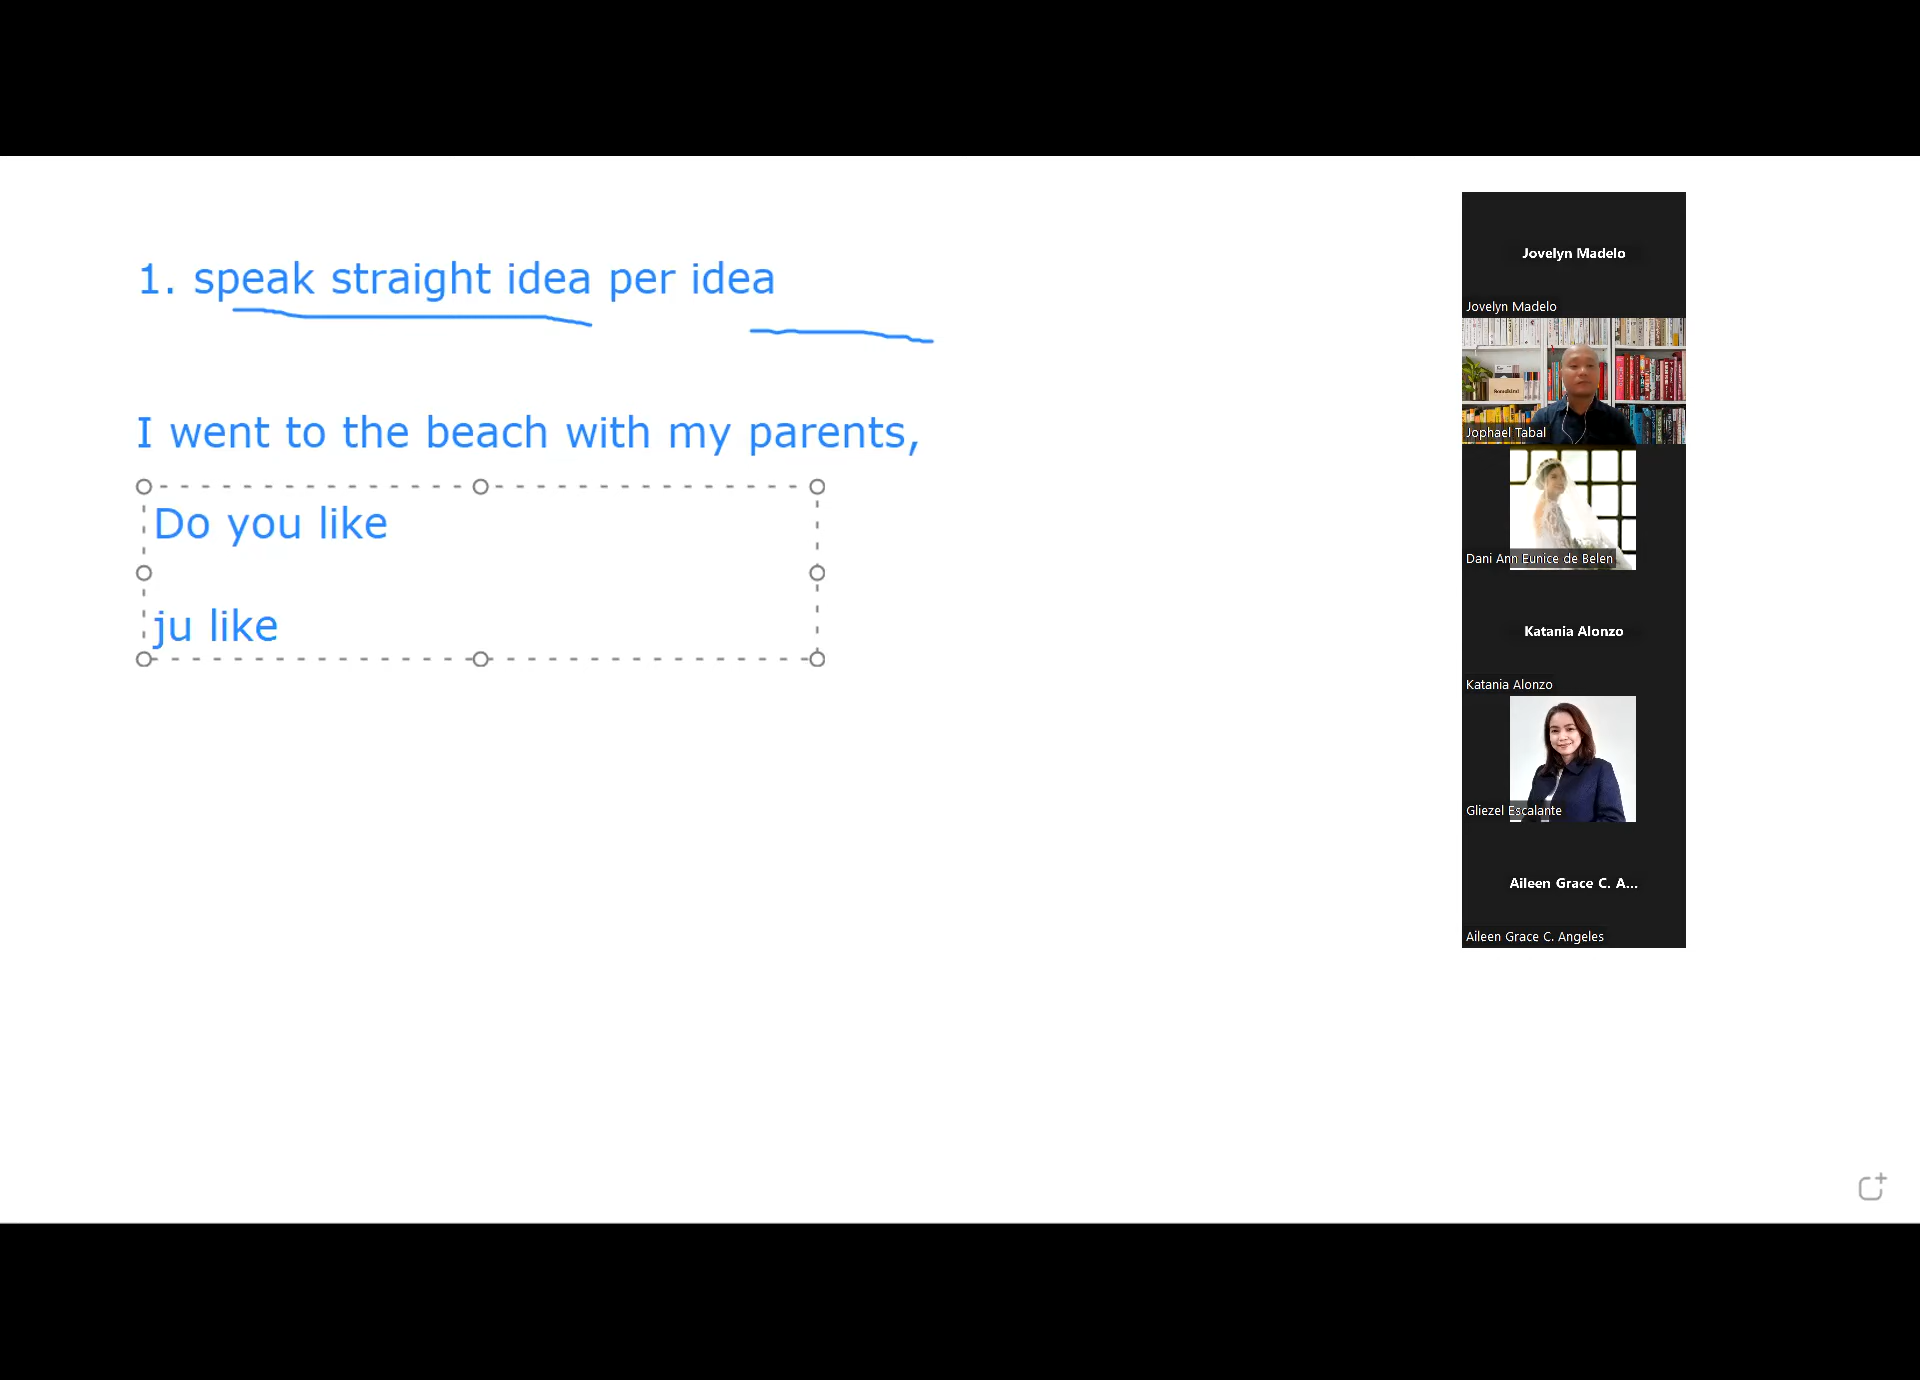 1. speak straight idea per idea
I went to the beach with my parents,
Do you like
ju like
Jovelyn Madelo
Jovelyn Madelo
Jophael Tabal
Dani Ann Eunice de Belen
Katania Alonzo
Katania Alonzo
Gliezel Escalante
Aileen Grace C. A...
Aileen Grace C. Angeles